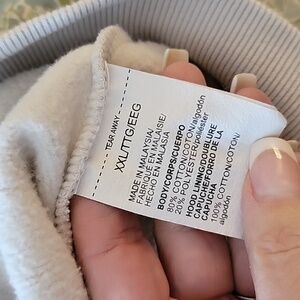 TEAR AWAY
XXL/TTG/EEG
MADE IN MALAYSIA/
FABRIQUE EN MALAISIE/
HECHO EN MALASIA
BODY/CORPS/CUERPO
80% COTTON/COTON/algodón
20% POLYESTER/poliéster
HOOD LINING/DOUBLURE
CAPUCHE/FORRO DE LA
CAPUCHA
100% COTTON/COTON/
algodón